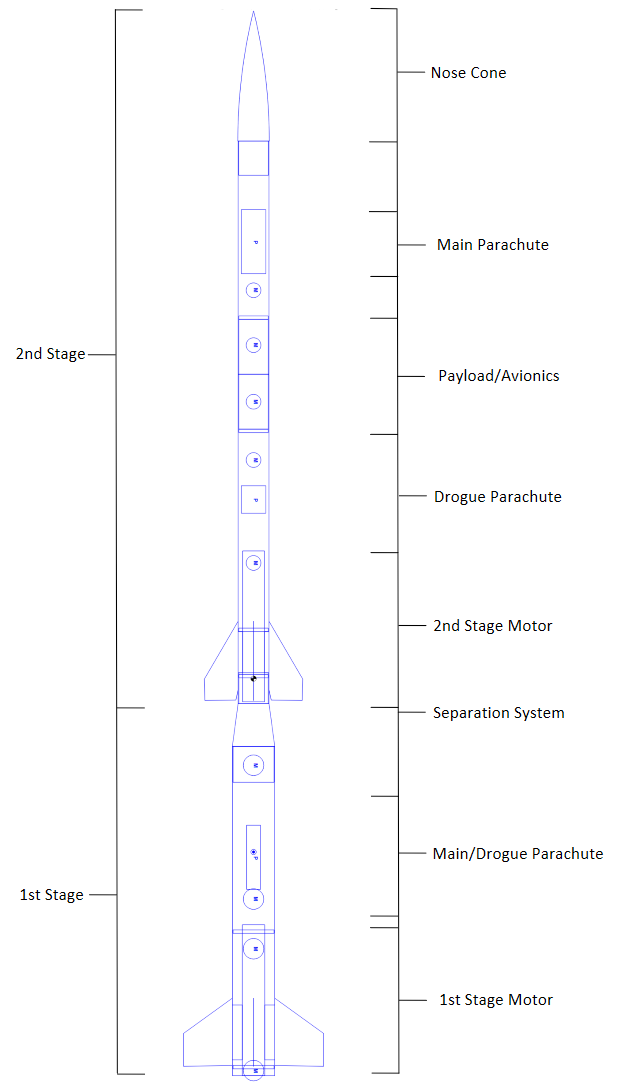 Nose Cone
Main Parachute
P
M
M
2nd Stage
Payload/Avionics
M
M
Drogue Parachute
P
M
2nd Stage Motor
Separation System
M
Main/Drogue Parachute
P
1st Stage
M
M
1st Stage Motor
M